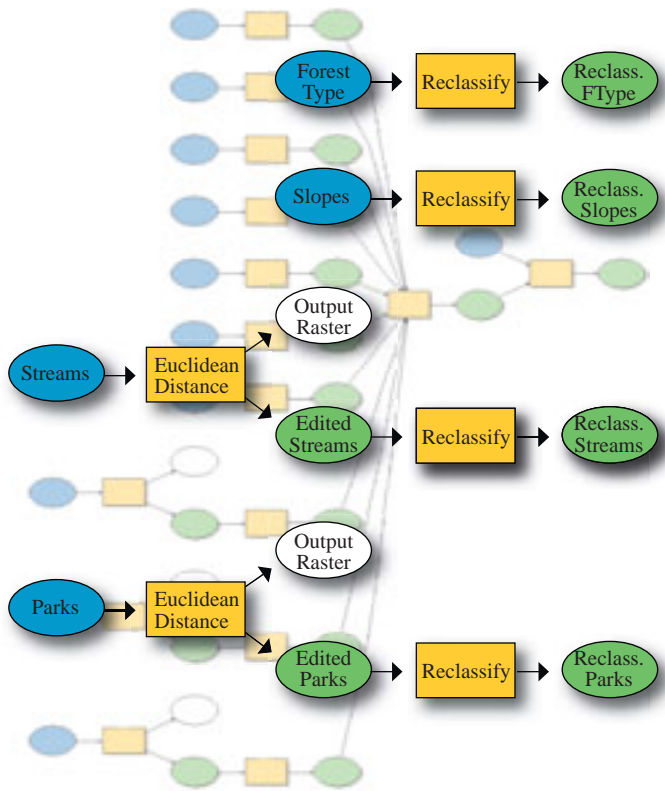 Forest
Type
Reclassify
Reclass.
FType
Slopes
Reclassify
Reclass.
Slopes
Output
Raster
Streams
Euclidean
Distance
Edited
Streams
Reclassify
Reclass.
Streams
Output
Raster
Parks
Euclidean
Distance
Edited
Parks
Reclassify
Reclass.
Parks